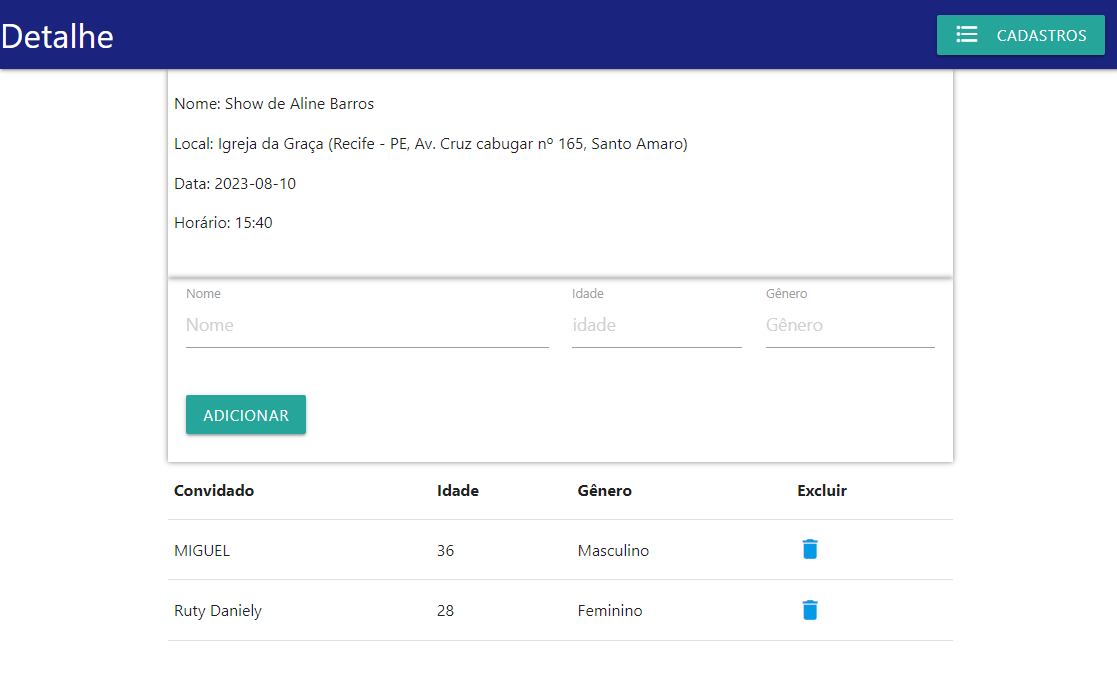 Detalhe
CADASTROS
Nome: Show de Aline Barros
Local: Igreja da Graça (Recife - PE, Av. Cruz cabugar nº 165, Santo Amaro)
Data: 2023-08-10
Horário: 15:40
Nome Idade Gênero
Nome idade Gênero
ADICIONAR
Convidado Idade Gênero Excluir
MIGUEL 36 Masculino
Ruty Daniely 28 Feminino